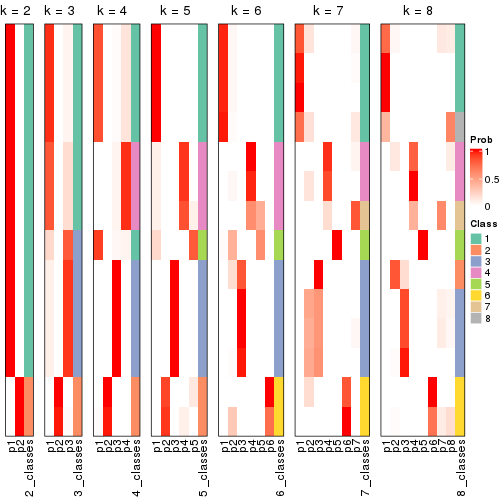 k = 2 k = 3 k = 4 k = 5 k = 6 k = 7 k = 8
Prob
1
0.5
0
Class
1
2
3
4
5
6
7
8
p1 p2 2_classes
p1 p2 p3 3_classes
p1 p2 p3 p4 4_classes
p1 p2 p3 p4 p5 5_classes
p1 p2 p3 p4 p5 p6 6_classes
p1 p2 p3 p4 p5 p6 p7 7_classes
p1 p2 p3 p4 p5 p6 p7 p8 8_classes